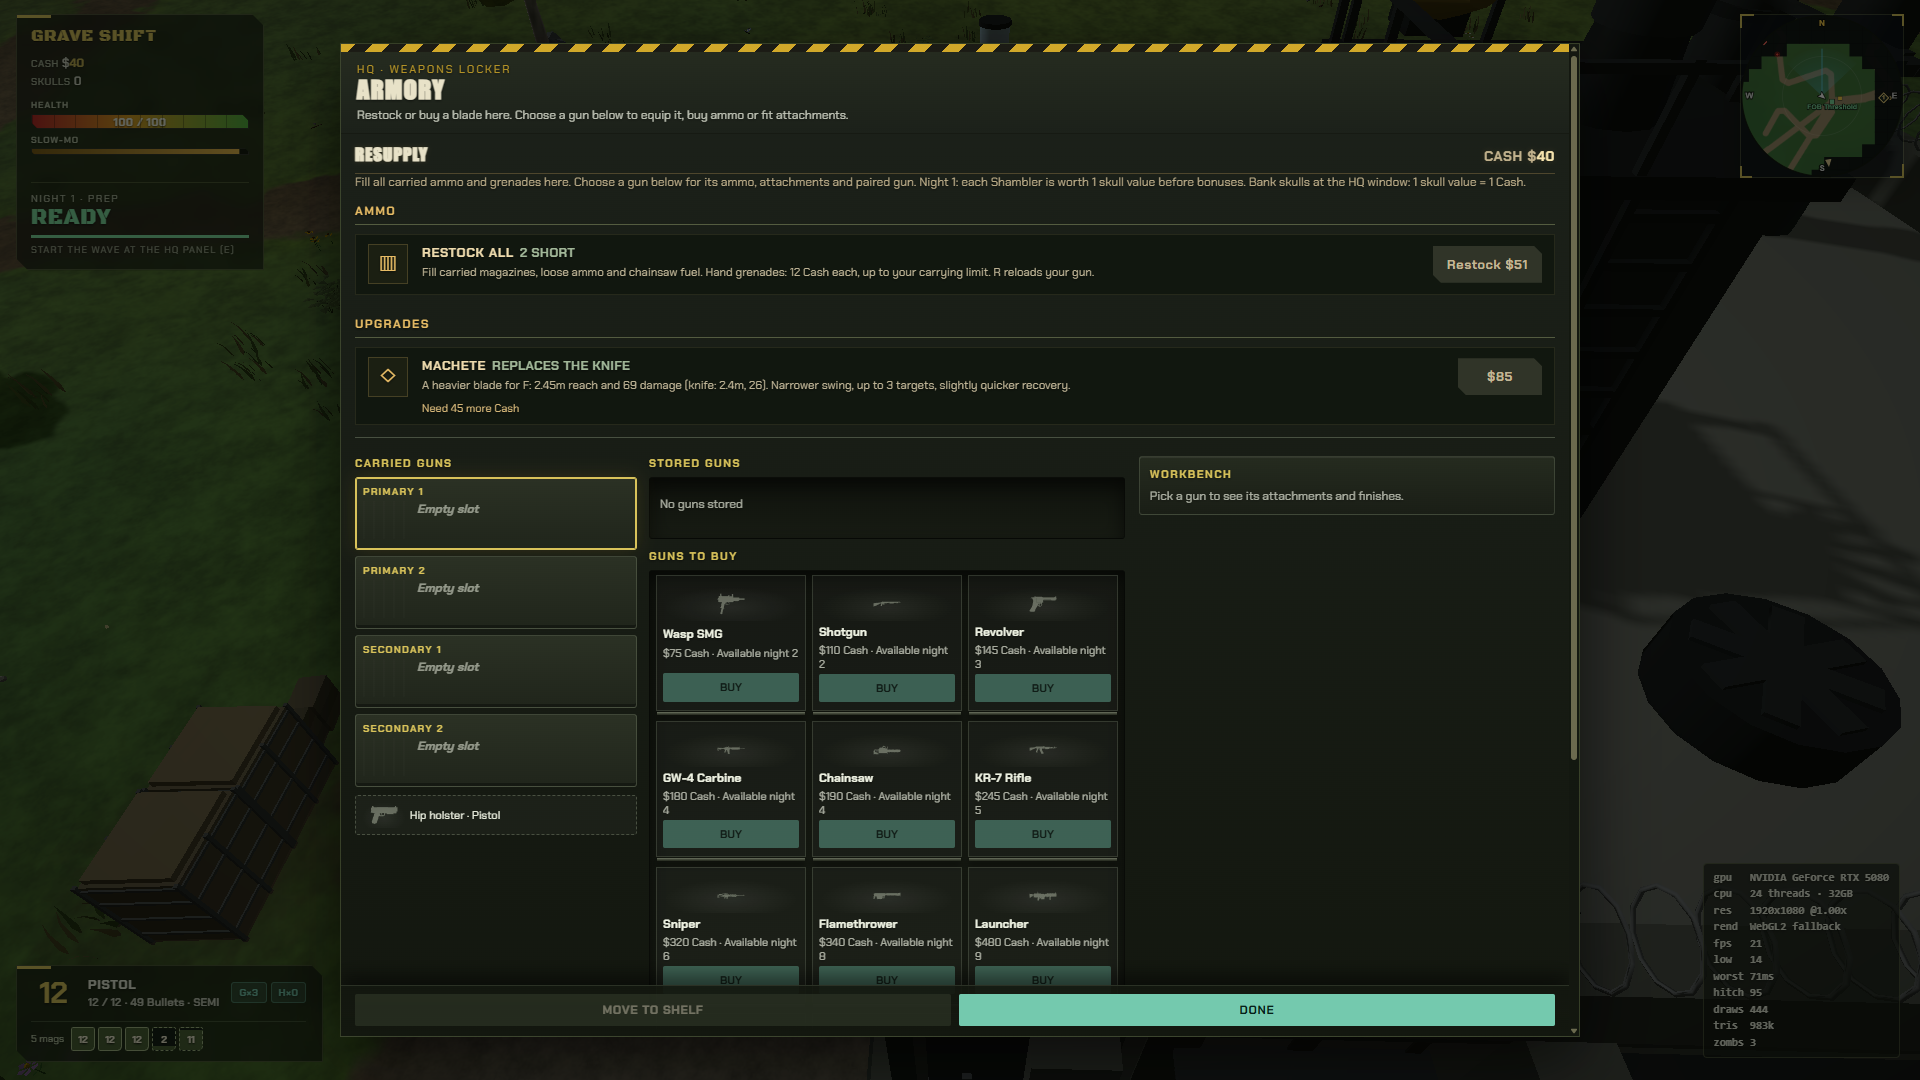 GRAVE SHIFT
CASH $40
SKULLS 0
HEALTH
100 / 100
SLOW-MO
NIGHT 1 - PREP
READY
START THE WAVE AT THE HQ PANEL (E)
HQ - WEAPONS LOCKER
ARMORY
Restock or buy a blade here. Choose a gun below to equip it, buy ammo or fit attachments.
RESUPPLY
CASH $40
Fill all carried ammo and grenades here. Choose a gun below for its ammo, attachments and paired gun. Night 1: each Shambler is worth 1 skull value before bonuses. Bank skulls at the HQ window: 1 skull value = 1 Cash.
AMMO
RESTOCK ALL 2 SHORT
Fill carried magazines, loose ammo and chainsaw fuel. Hand grenades: 12 Cash each, up to your carrying limit. R reloads your gun.
Restock $51
UPGRADES
MACHETE REPLACES THE KNIFE
A heavier blade for F: 2.45m reach and 69 damage (knife: 2.4m, 26). Narrower swing, up to 3 targets, slightly quicker recovery.
Need 45 more Cash
$85
CARRIED GUNS
PRIMARY 1
Empty slot
PRIMARY 2
Empty slot
SECONDARY 1
Empty slot
SECONDARY 2
Empty slot
Hip holster · Pistol
STORED GUNS
No guns stored
GUNS TO BUY
Wasp SMG
$75 Cash · Available night 2
BUY
Shotgun
$110 Cash · Available night
2
BUY
Revolver
$145 Cash · Available night
3
BUY
GW-4 Carbine
$180 Cash · Available night
4
BUY
Chainsaw
$190 Cash · Available night
4
BUY
KR-7 Rifle
$245 Cash · Available night
5
BUY
Sniper
$320 Cash · Available night
6
BUY
Flamethrower
$340 Cash · Available night
8
BUY
Launcher
$480 Cash · Available night
9
BUY
WORKBENCH
Pick a gun to see its attachments and finishes.
MOVE TO SHELF
DONE
N
W
E
S
FOB Threshold
12
PISTOL
12 / 12 · 49 Bullets · SEMI
G×3
H×0
5 mags 12 12 12 2 11
gpu NVIDIA GeForce RTX 5080
cpu 24 threads · 32GB
res 1920x1080 @1.00x
rend WebGL2 fallback
fps 21
low 14
worst 71ms
hitch 95
draws 444
tris 983k
zombs 3